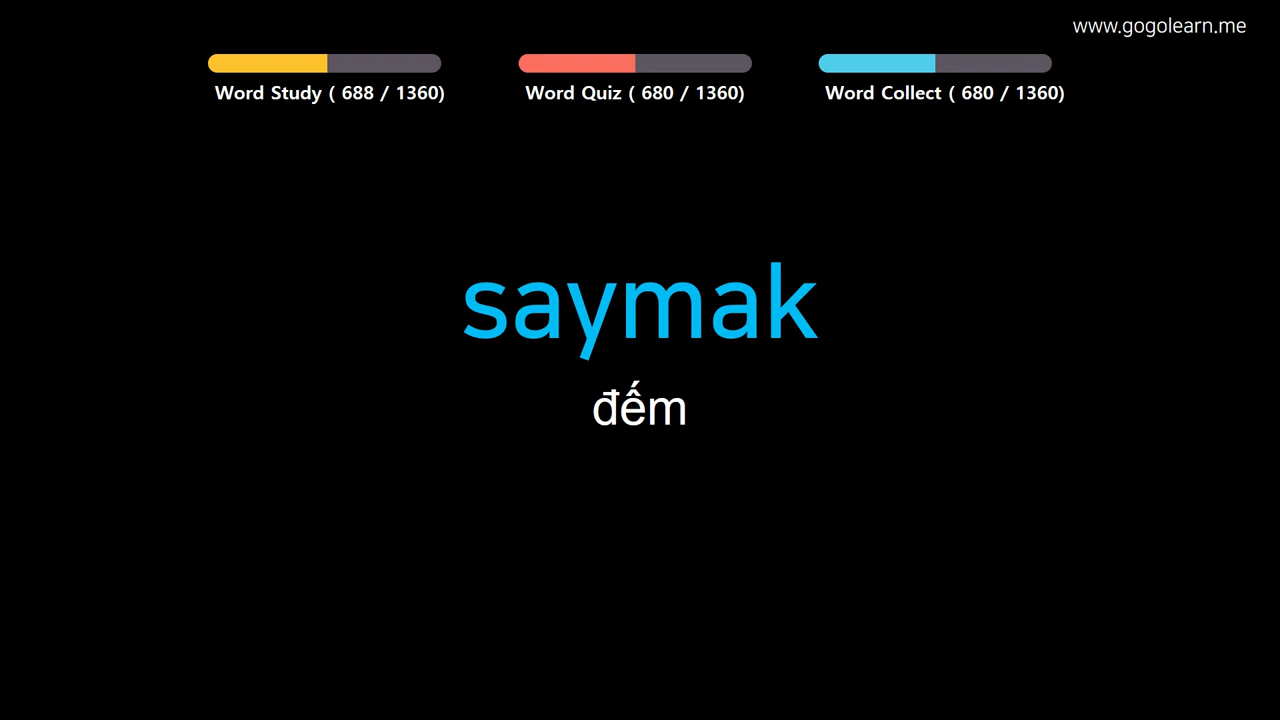 www.gogolearn.me
Word Study ( 688 / 1360)
Word Quiz ( 680 / 1360)
Word Collect ( 680 / 1360)
saymak
đếm